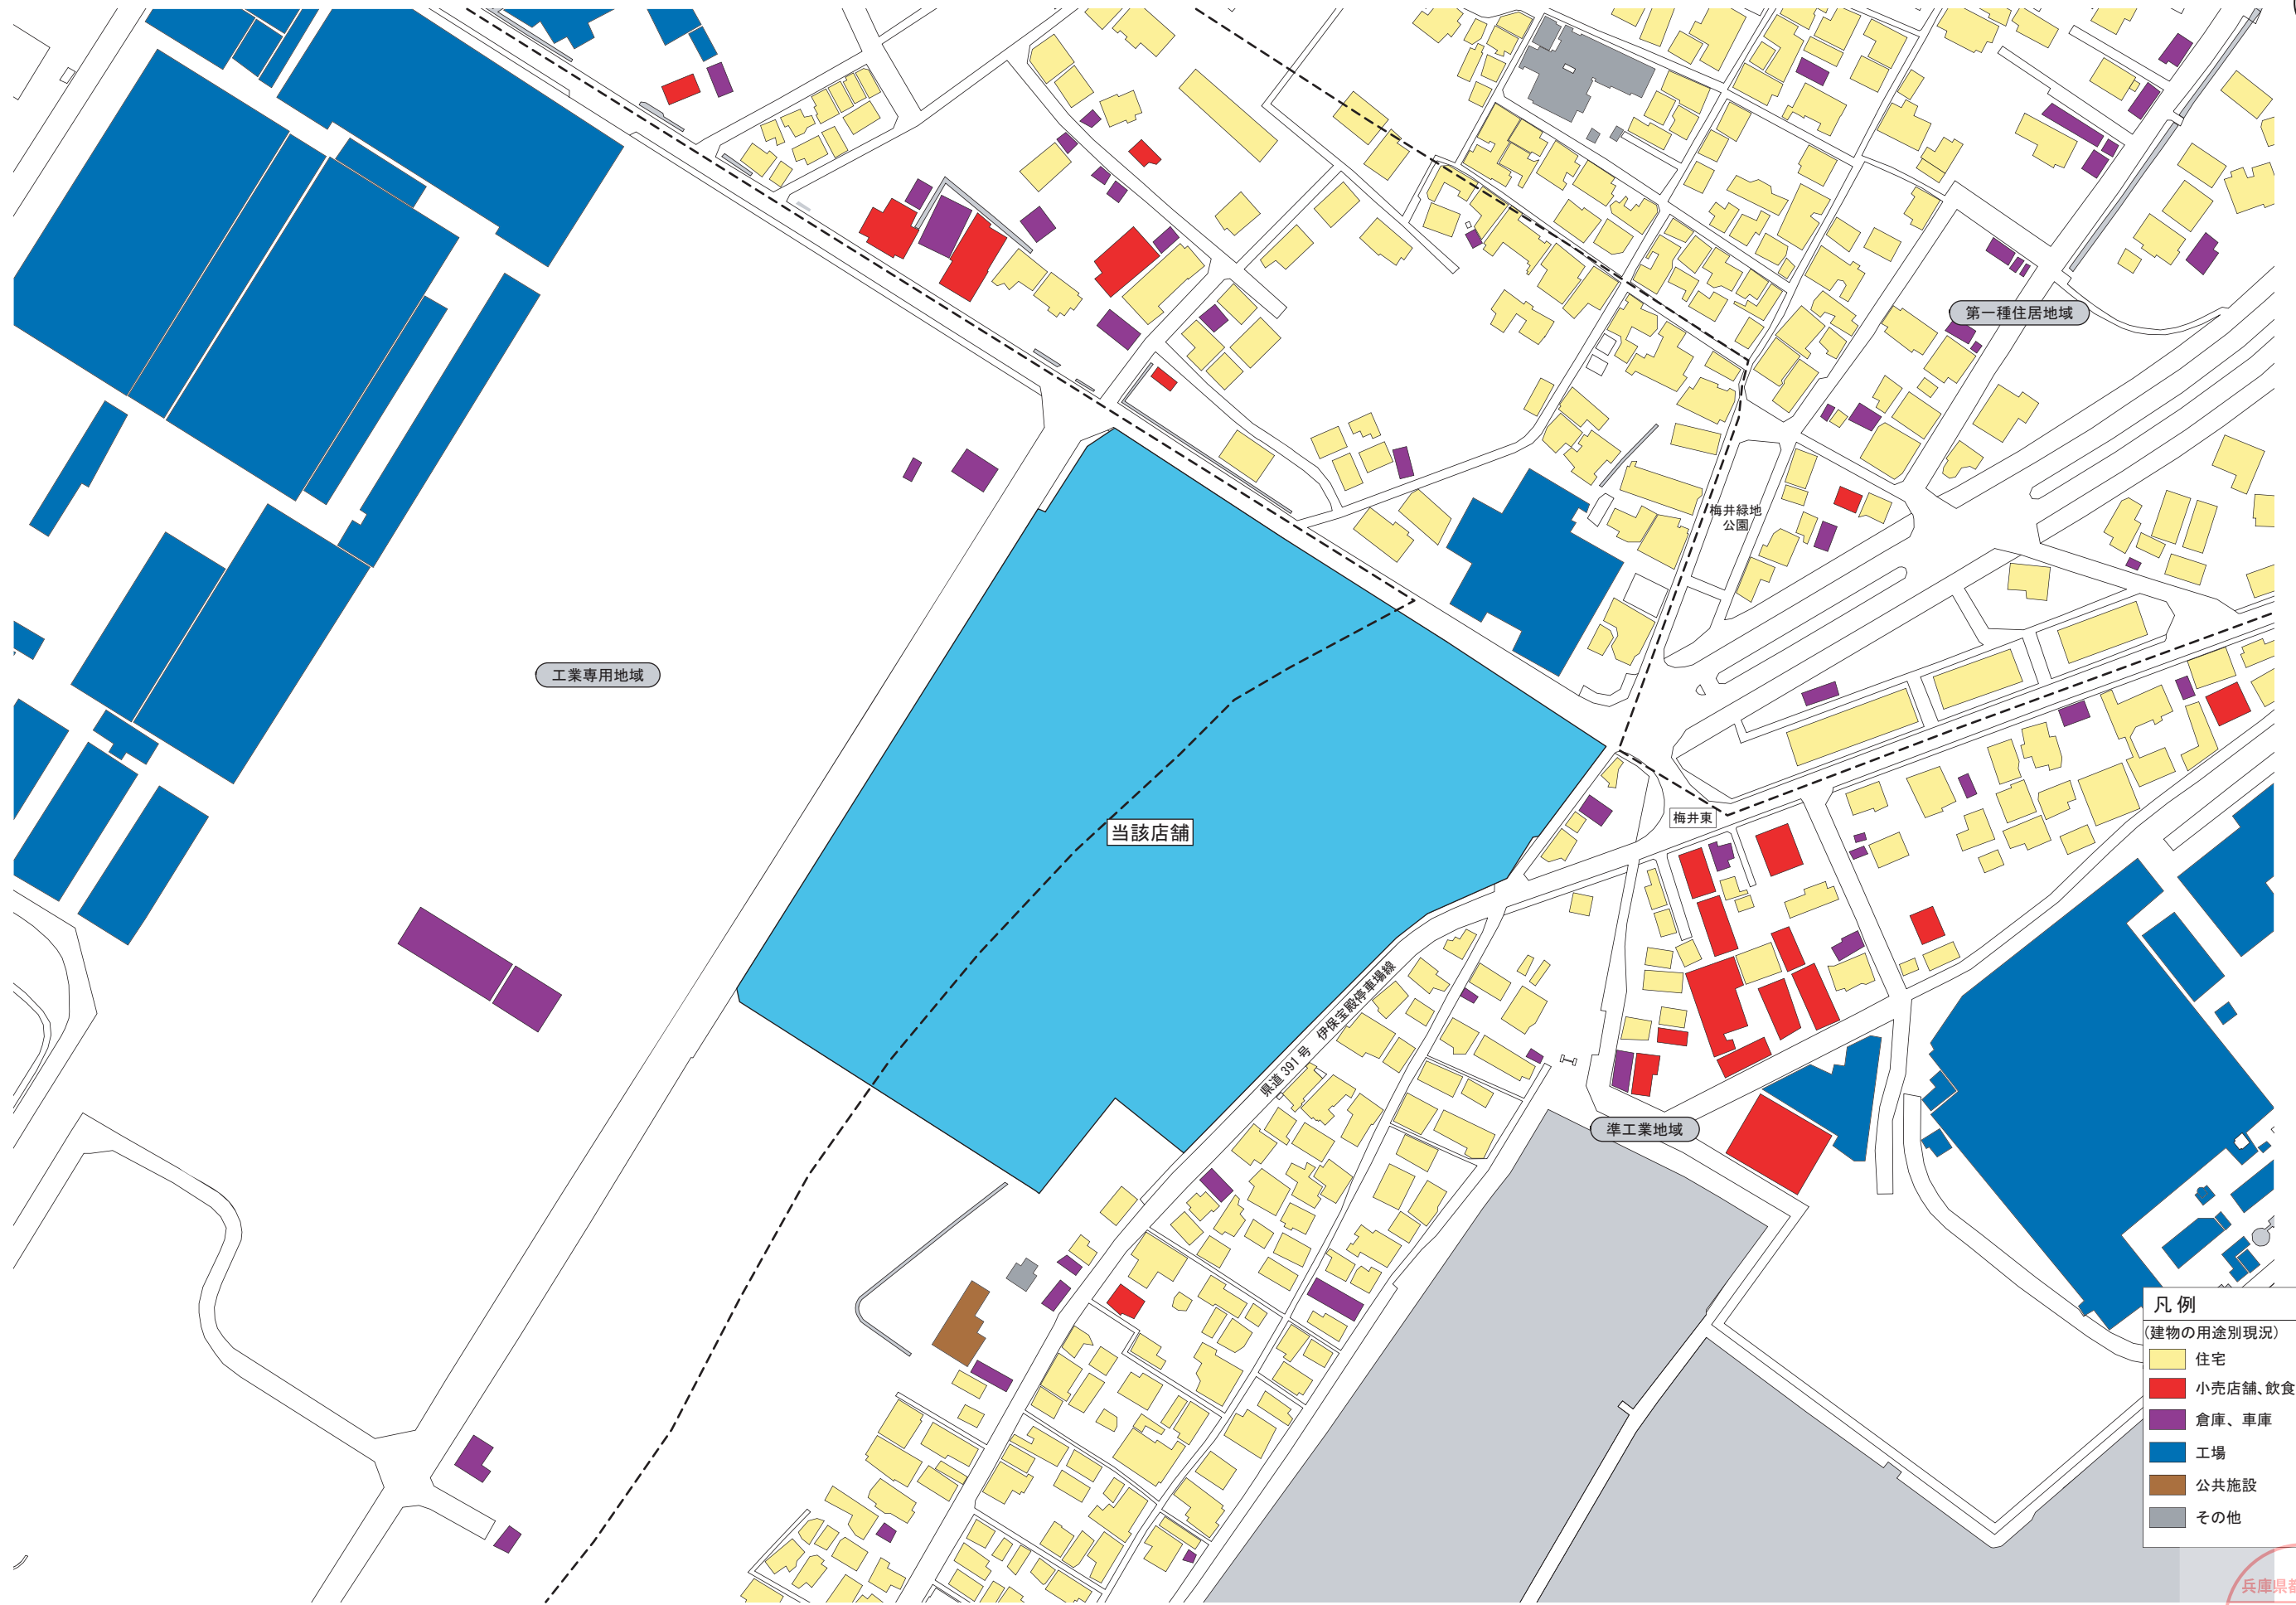 第一種住居地域
梅井緑地
公園
工業専用地域
当該店舗
梅井東
県道 391 号　伊保宝殿停車場線
準工業地域
凡 例
（建物の用途別現況）
住宅
小売店舗、飲食
倉庫、車庫
工場
公共施設
その他
兵庫県都